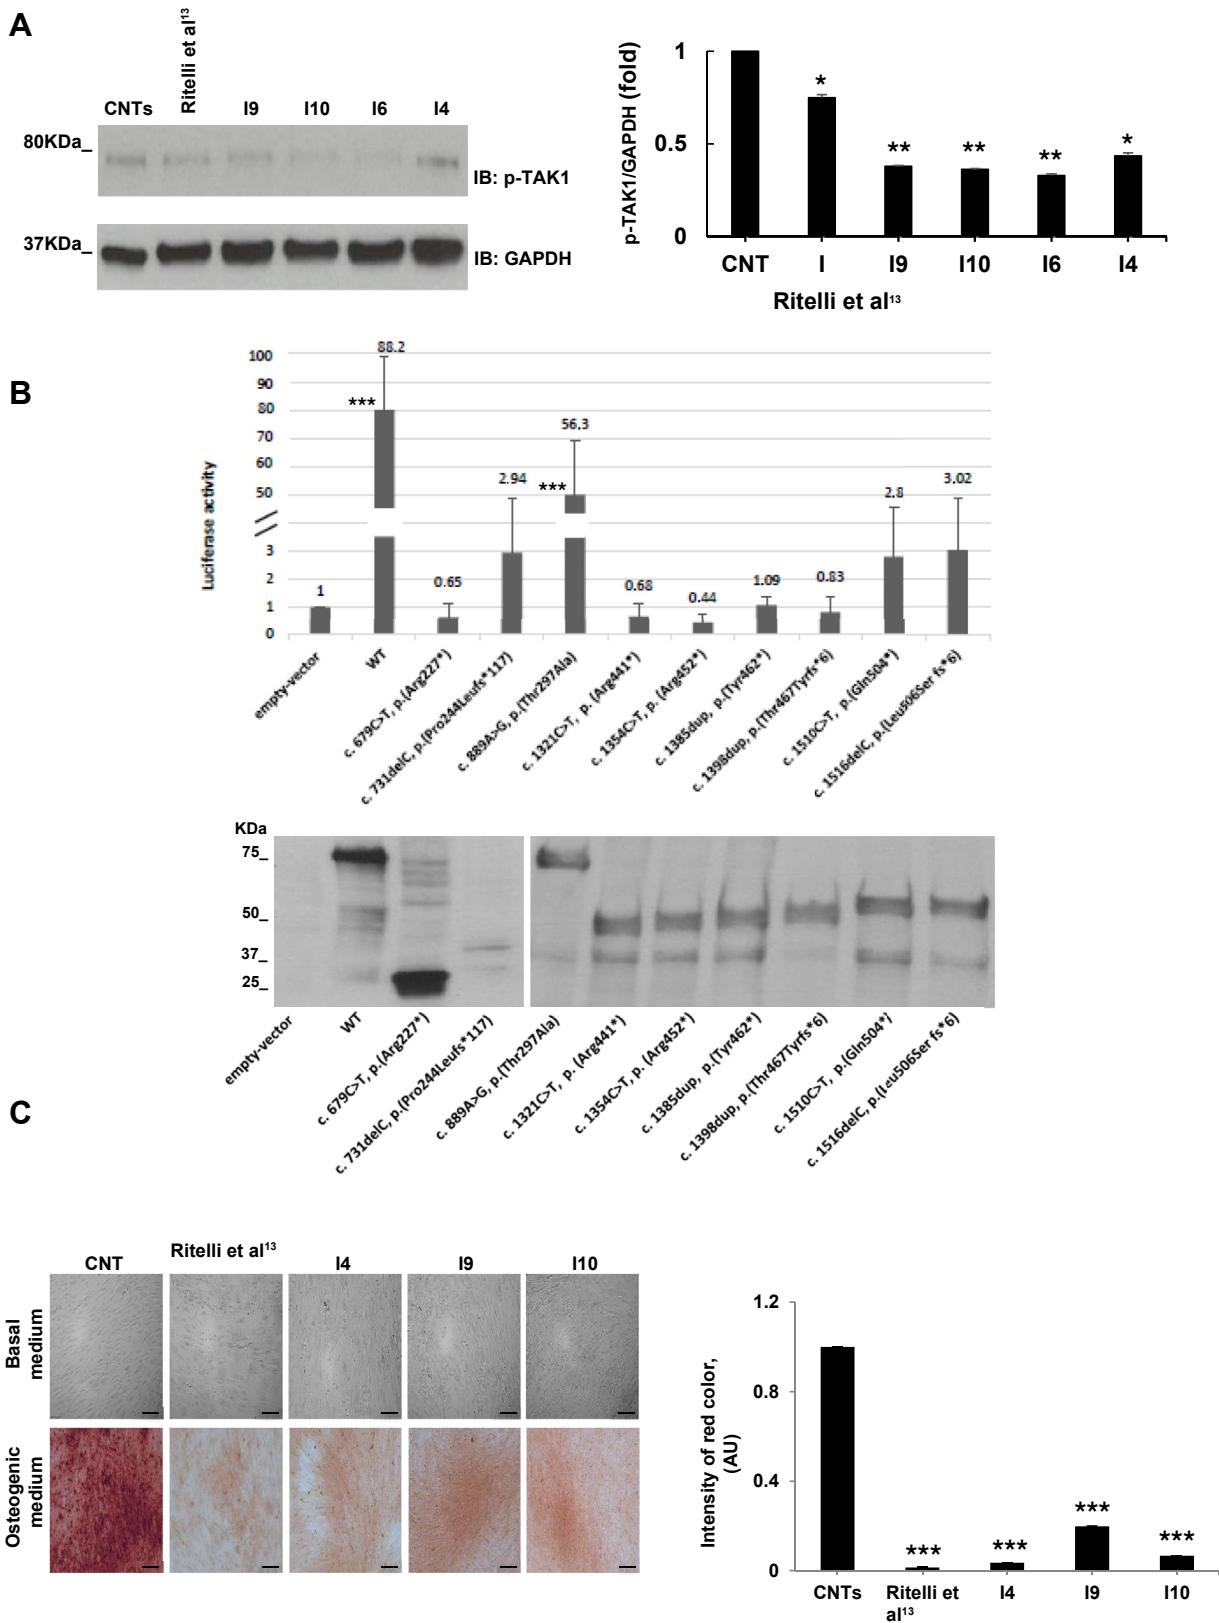 A
CNTs
Ritelli et al13
I9
I10
I6
I4
80KDa_
IB: p-TAK1
37KDa_
IB: GAPDH
p-TAK1/GAPDH (fold)
1
0.5
0
*
**
**
**
*
CNT
I
I9
I10
I6
I4
Ritelli et al13
B
Luciferase activity
100
90
80
70
60
50
3
2
1
0
1
***
88.2
0.65
2.94
***
56.3
0.68
0.44
1.09
0.83
2.8
3.02
empty-vector
WT
c. 679C>T, p.(Arg227*)
c. 731delC, p.(Pro244Leufs*117)
c. 889A>G, p.(Thr297Ala)
c. 1321C>T, p. (Arg441*)
c. 1354C>T, p.(Arg452*)
c. 1385dup, p.(Tyr462*)
c. 1398dup, p.(Thr467Tyrfs*6)
c. 1510C>T, p.(Gln504*)
c. 1516delC, p.(Leu506Ser fs*6)
KDa
75_
50_
37_
25_
empty-vector
WT
c. 679C>T, p.(Arg227*)
c. 731delC, p.(Pro244Leufs*117)
c. 889A>G, p.(Thr297Ala)
c. 1321C>T, p. (Arg441*)
c. 1354C>T, p.(Arg452*)
c. 1385dup, p.(Tyr462*)
c. 1398dup, p.(Thr467Tyrfs*6)
c. 1510C>T, p.(Gln504*)
c. 1516delC, p.(Leu506Ser fs*6)
C
CNT
Ritelli et al13
I4
I9
I10
Basal
medium
Osteogenic
medium
Intensity of red color,
(AU)
1.2
0.8
0.4
0
***
***
***
***
CNTs
Ritelli et
al13
I4
I9
I10